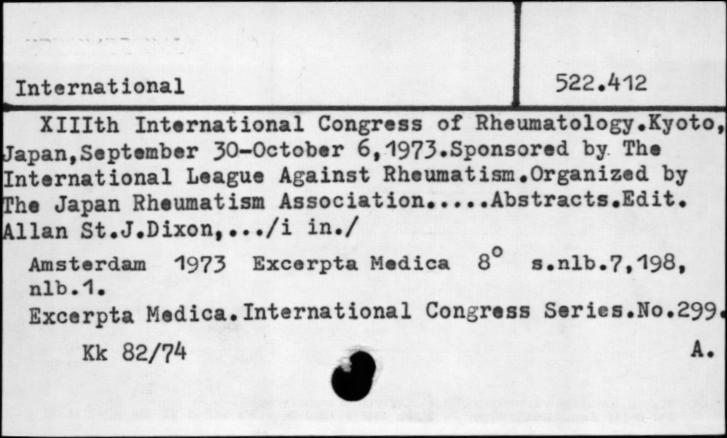 International 522.412
XIIIth International Congress of Rheumatology.Kyoto,
Japan,September 30-October 6,1973.Sponsored by The
International League Against Rheumatism.Organized by
The Japan Rheumatism Association.....Abstracts.Edit.
Allan St.J.Dixon,.../i in./
Amsterdam 1973 Excerpta Medica 8° s.nlb.7,198,
nlb.1.
Excerpta Medica.International Congress Series.No.299.
Kk 82/74 A.